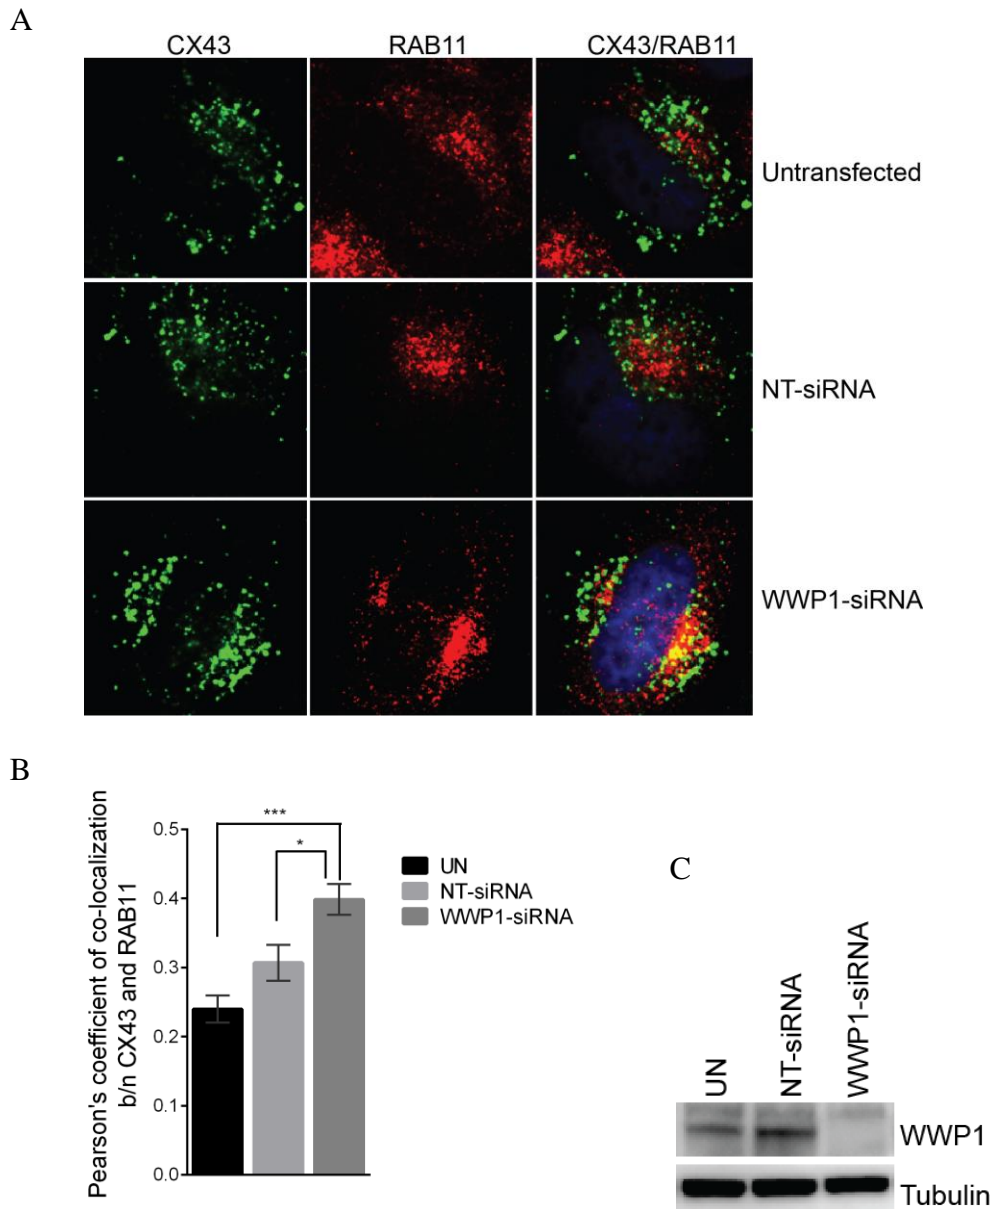 A
CX43 RAB11 CX43/RAB11
Untransfected
NT-siRNA
WWP1-siRNA
B
Pearson's coefficient of co-localization
b/n CX43 and RAB11
0.5
0.4
0.3
0.2
0.1
0.0
***
*
UN
NT-siRNA
WWP1-siRNA
C
UN
NT-siRNA
WWP1-siRNA
WWP1
Tubulin